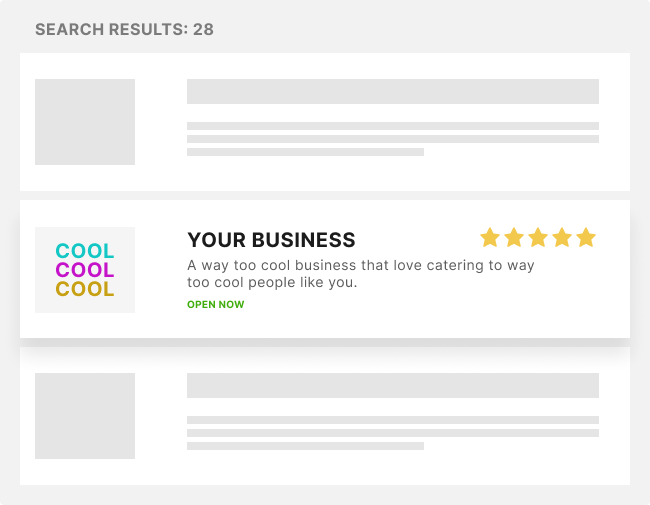 SEARCH RESULTS: 28
COOL
COOL
COOL
YOUR BUSINESS
A way too cool business that love catering to way
too cool people like you.
OPEN NOW